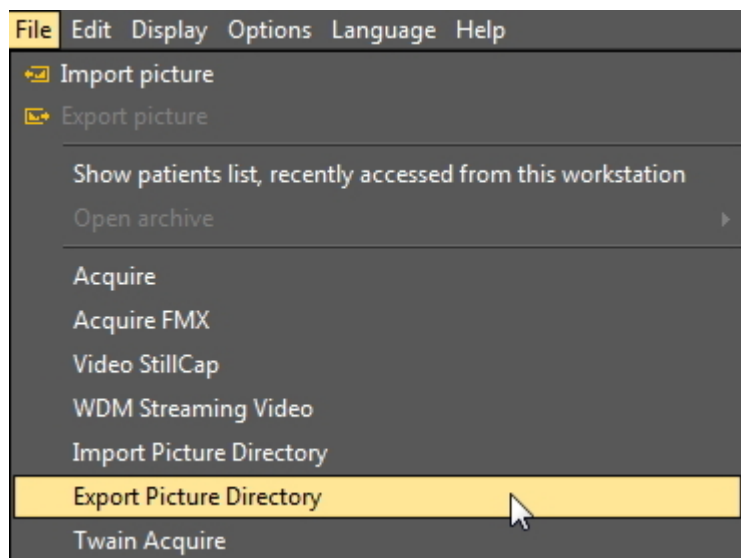 File Edit Display Options Language Help
Import picture
Export picture
Show patients list, recently accessed from this workstation
Open archive
Acquire
Acquire FMX
Video StillCap
WDM Streaming Video
Import Picture Directory
Export Picture Directory
Twain Acquire